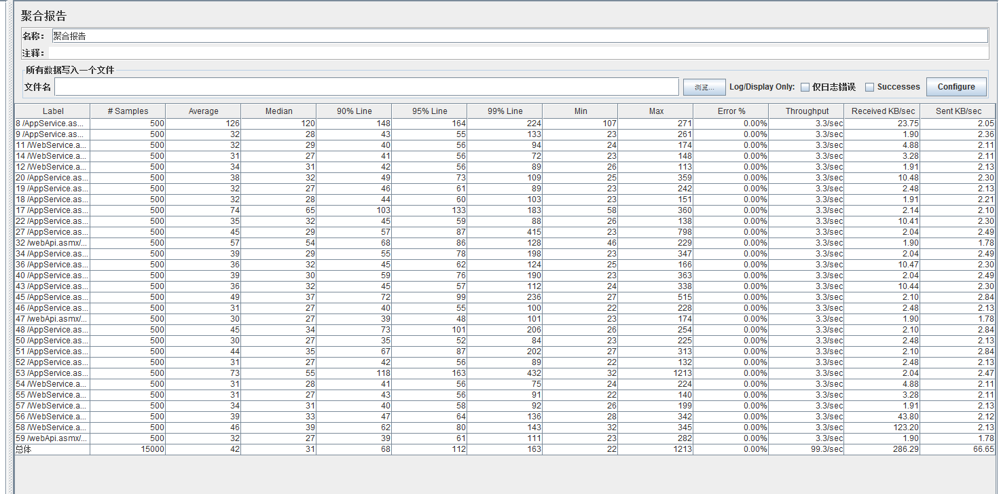 聚合报告
名称： 聚合报告
注释：
所有数据写入一个文件
文件名 浏览... Log/Display Only: 仅日志错误 Successes Configure
Label # Samples Average Median 90% Line 95% Line 99% Line Min Max Error % Throughput Received KB/sec Sent KB/sec
8 /AppService.as... 500 126 120 148 164 224 107 271 0.00% 3.3/sec 23.75 2.05
9 /AppService.as... 500 32 28 43 55 133 23 261 0.00% 3.3/sec 1.90 2.36
11 /WebService.a... 500 32 29 40 56 94 24 174 0.00% 3.3/sec 4.88 2.11
14 /WebService.a... 500 31 27 41 56 72 23 148 0.00% 3.3/sec 3.28 2.11
12 /WebService.a... 500 34 31 42 56 89 26 113 0.00% 3.3/sec 1.91 2.13
20 /AppService.as... 500 38 32 49 73 109 25 359 0.00% 3.3/sec 10.48 2.30
19 /AppService.as... 500 32 27 46 61 89 23 242 0.00% 3.3/sec 2.48 2.13
18 /AppService.as... 500 32 28 44 60 103 23 151 0.00% 3.3/sec 1.91 2.21
17 /AppService.as... 500 74 65 103 133 183 58 360 0.00% 3.3/sec 2.14 2.10
22 /AppService.as... 500 35 32 45 59 88 26 138 0.00% 3.3/sec 10.41 2.30
27 /AppService.as... 500 45 29 57 87 415 23 798 0.00% 3.3/sec 2.04 2.49
32 /webApi.asmx/... 500 57 54 68 86 128 46 229 0.00% 3.3/sec 1.90 1.78
34 /AppService.as... 500 39 29 55 78 198 23 347 0.00% 3.3/sec 2.04 2.49
36 /AppService.as... 500 36 32 45 62 124 25 166 0.00% 3.3/sec 10.47 2.30
40 /AppService.as... 500 39 30 59 76 190 23 363 0.00% 3.3/sec 2.04 2.49
43 /AppService.as... 500 36 32 45 57 112 24 338 0.00% 3.3/sec 10.44 2.30
45 /AppService.as... 500 49 37 72 99 236 27 515 0.00% 3.3/sec 2.10 2.84
46 /AppService.as... 500 31 27 40 55 100 22 228 0.00% 3.3/sec 2.48 2.13
47 /webApi.asmx/... 500 30 27 39 48 101 23 174 0.00% 3.3/sec 1.90 1.78
48 /AppService.as... 500 45 34 73 101 206 26 254 0.00% 3.3/sec 2.10 2.84
50 /AppService.as... 500 30 27 35 52 84 23 225 0.00% 3.3/sec 2.48 2.13
51 /AppService.as... 500 44 35 67 87 202 27 313 0.00% 3.3/sec 2.10 2.84
52 /AppService.as... 500 31 27 42 56 89 22 132 0.00% 3.3/sec 2.48 2.13
53 /AppService.as... 500 73 55 118 163 432 32 1213 0.00% 3.3/sec 2.04 2.47
54 /WebService.a... 500 31 28 41 56 75 24 224 0.00% 3.3/sec 4.88 2.11
55 /WebService.a... 500 31 27 43 56 91 22 140 0.00% 3.3/sec 3.28 2.11
57 /WebService.a... 500 34 31 40 58 92 26 199 0.00% 3.3/sec 1.91 2.13
56 /WebService.a... 500 39 33 47 64 136 28 342 0.00% 3.3/sec 43.80 2.12
58 /WebService.a... 500 46 39 62 80 143 32 345 0.00% 3.3/sec 123.20 2.13
59 /webApi.asmx/... 500 32 27 39 61 111 23 282 0.00% 3.3/sec 1.90 1.78
总体 15000 42 31 68 112 163 22 1213 0.00% 99.3/sec 286.29 66.65